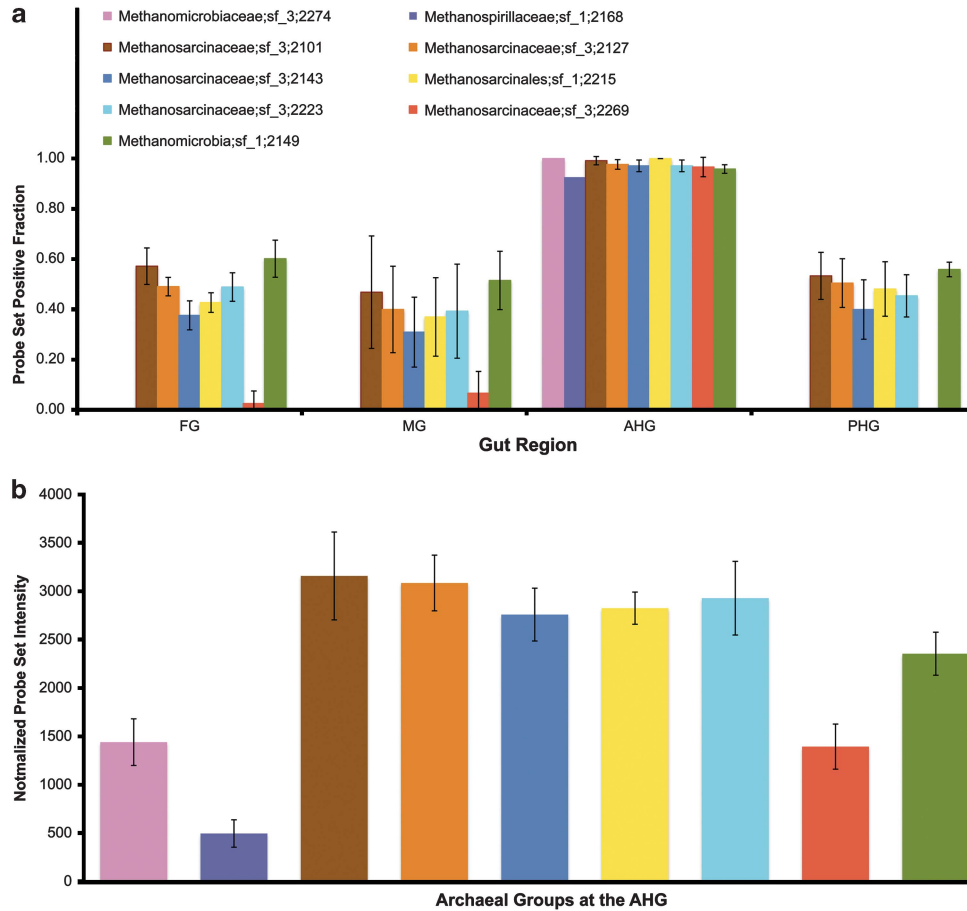 a
Methanomicrobiaceae;sf_3;2274
Methanospirillaceae;sf_1;2168
Methanosarcinaceae;sf_3;2101
Methanosarcinaceae;sf_3;2127
Methanosarcinaceae;sf_3;2143
Methanosarcinales;sf_1;2215
Methanosarcinaceae;sf_3;2223
Methanosarcinaceae;sf_3;2269
Methanomicrobia;sf_1;2149
Probe Set Positive Fraction
1.00
0.80
0.60
0.40
0.20
0.00
FG
MG
AHG
PHG
Gut Region
b
Notmalized Probe Set Intensity
4000
3500
3000
2500
2000
1500
1000
500
0
Archaeal Groups at the AHG